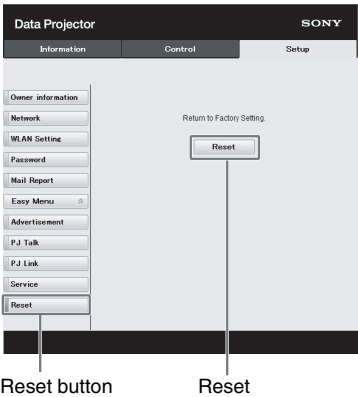 Data Projector SONY
Information Control Setup
Owner information
Network
WLAN Setting
Password
Mail Report
Easy Menu
Advertisement
PJ Talk
PJ Link
Service
Reset
Return to Factory Setting.
Reset
Reset button Reset